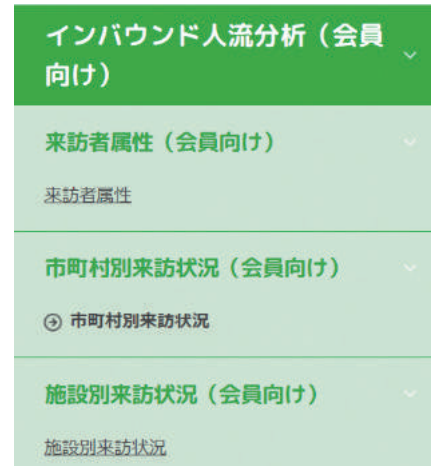 インバウンド人流分析（会員
向け）
来訪者属性（会員向け）
来訪者属性
市町村別来訪状況（会員向け）
市町村別来訪状況
施設別来訪状況（会員向け）
施設別来訪状況